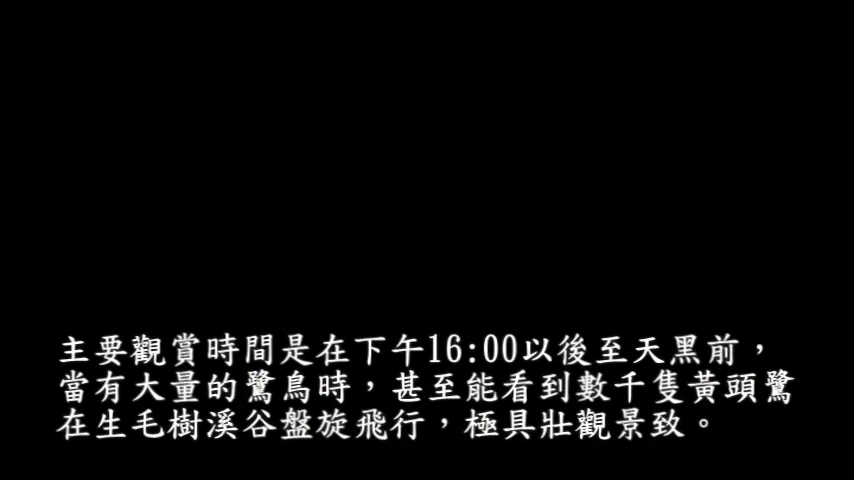 主要觀賞時間是在下午16:00以後至天黑前，
當有大量的鷺鳥時，甚至能看到數千隻黃頭鷺
在生毛樹溪谷盤旋飛行，極具壯觀景致。